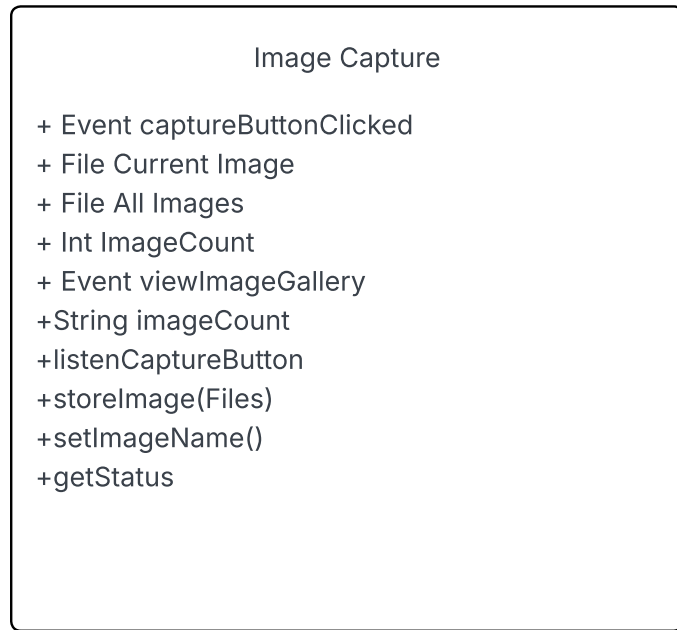 Image Capture
+ Event captureButtonClicked
+ File Current Image
+ File All Images
+ Int ImageCount
+ Event viewImageGallery
+String imageCount
+listenCaptureButton
+storeImage(Files)
+setImageName()
+getStatus